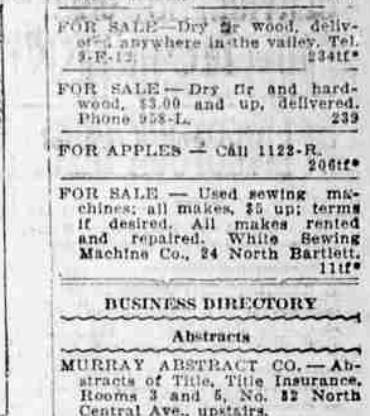 FOR SALE—Dry fir wood, deliv-
ered anywhere in the valley. Tel.
9-F-12. 234tf*
FOR SALE — Dry fir and hard-
wood, $3.00 and up, delivered.
Phone 958-L. 239
FOR APPLES — Call 1123-R.
206tf*
FOR SALE — Used sewing ma-
chines; all makes, $5 up; terms
if desired. All makes rented
and repaired. White Sewing
Machine Co., 24 North Bartlett.
11tf*
BUSINESS DIRECTORY
Abstracts
MURRAY ABSTRACT CO. — Ab-
stracts of Title, Title Insurance.
Rooms 3 and 5, No. 32 North
Central Ave., upstairs.